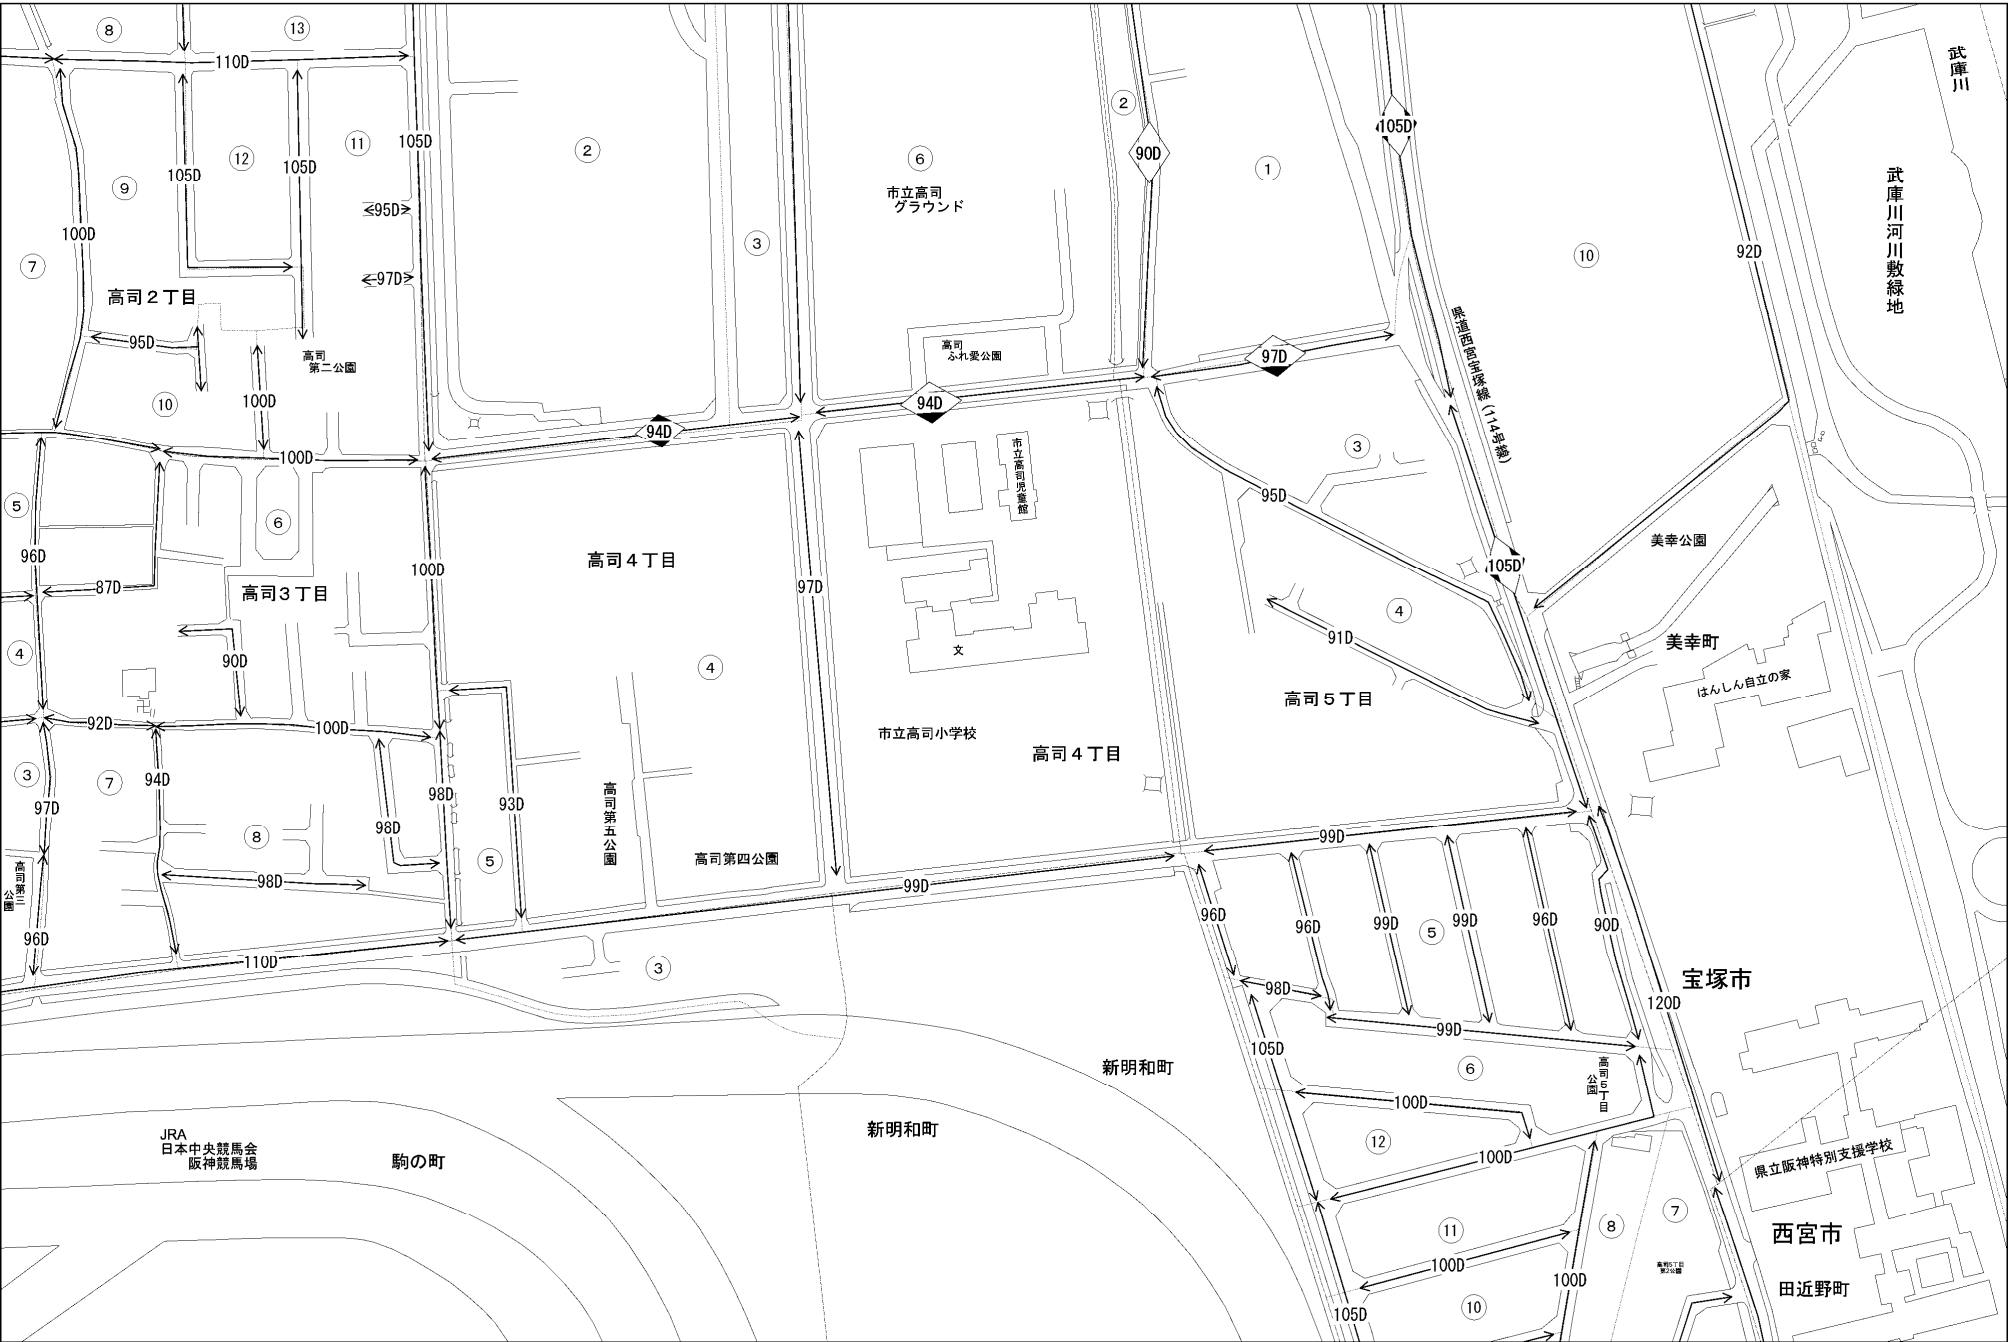 ⑧
⑬
110D
105D
②
③
⑥
市立高司
グラウンド
②
90D
①
105D
⑩
92D
武庫川
武庫川河川敷緑地
⑪
⑫
⑨
105D
105D
95D
97D
100D
⑦
高司2丁目
95D
高司
第二公園
⑩
100D
100D
高司
ふれ愛公園
94D
94D
97D
県道西宮宝塚線(114号線)
③
95D
105D
⑤
⑥
96D
87D
高司3丁目
100D
高司4丁目
97D
市立高司児童館
文
美幸公園
美幸町
はんしん自立の家
④
91D
高司5丁目
④
90D
92D
100D
④
市立高司小学校
高司4丁目
③
97D
⑦
94D
98D
98D
93D
高司第五公園
⑧
⑤
高司第四公園
高司第三
公園
98D
99D
99D
96D
110D
③
96D
96D
99D
99D
96D
90D
⑤
98D
99D
120D
宝塚市
105D
⑥
高司5丁目
公園
新明和町
新明和町
100D
⑫
100D
県立阪神特別支援学校
JRA
日本中央競馬会
阪神競馬場
駒の町
⑪
⑧
⑦
100D
100D
高司5丁目
第2公園
西宮市
田近野町
⑩
105D